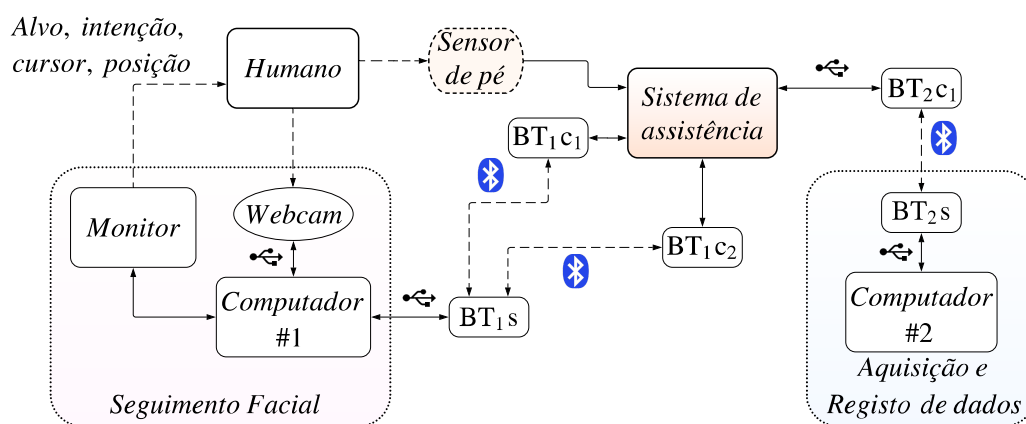 Alvo, intenção,
cursor, posição
Humano
Sensor
de pé
Sistema de
assistência
BT₂c₁
BT₁c₁
Monitor
Webcam
BT₂s
BT₁c₂
Computador
#1
BT₁s
Computador
#2
Seguimento Facial
Aquisição e
Registo de dados